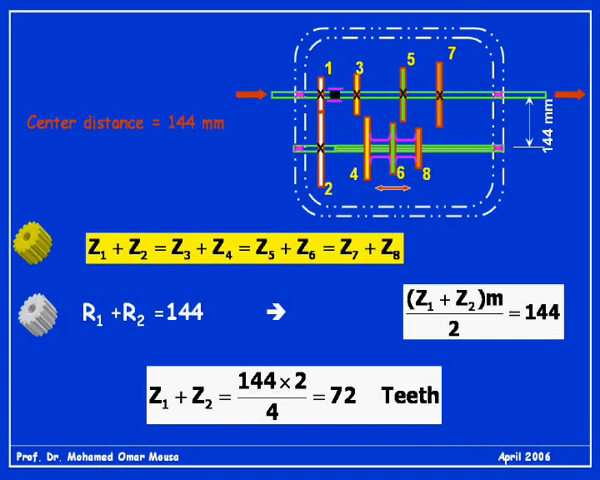 1 3 5 7
Center distance = 144 mm
144 mm
2 4 6 8
Z₁ + Z₂ = Z₃ + Z₄ = Z₅ + Z₆ = Z₇ + Z₈
R₁ +R₂ =144 ➔ (Z₁ + Z₂)m / 2 = 144
Z₁ + Z₂ = 144 × 2 / 4 = 72 Teeth
Prof. Dr. Mohamed Omar Mousa April 2006